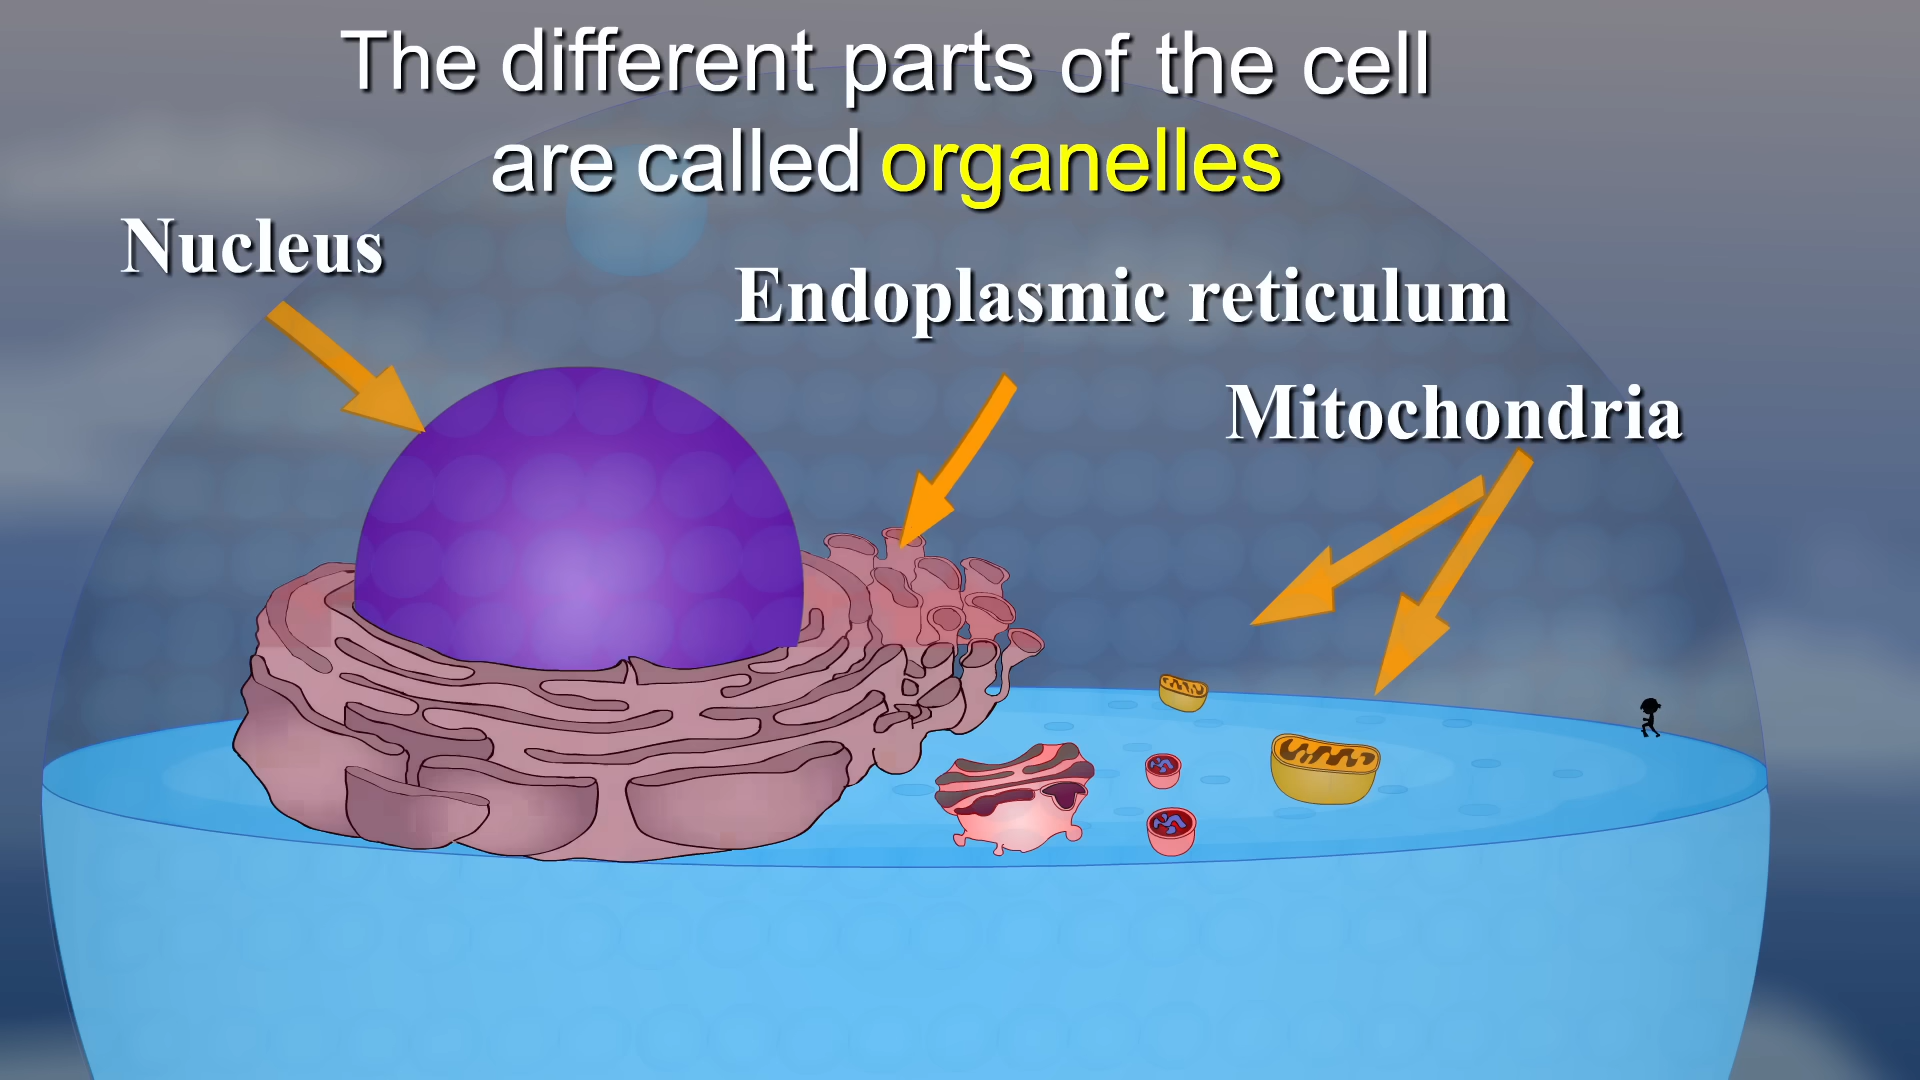 The different parts of the cell
are called organelles
Nucleus
Endoplasmic reticulum
Mitochondria